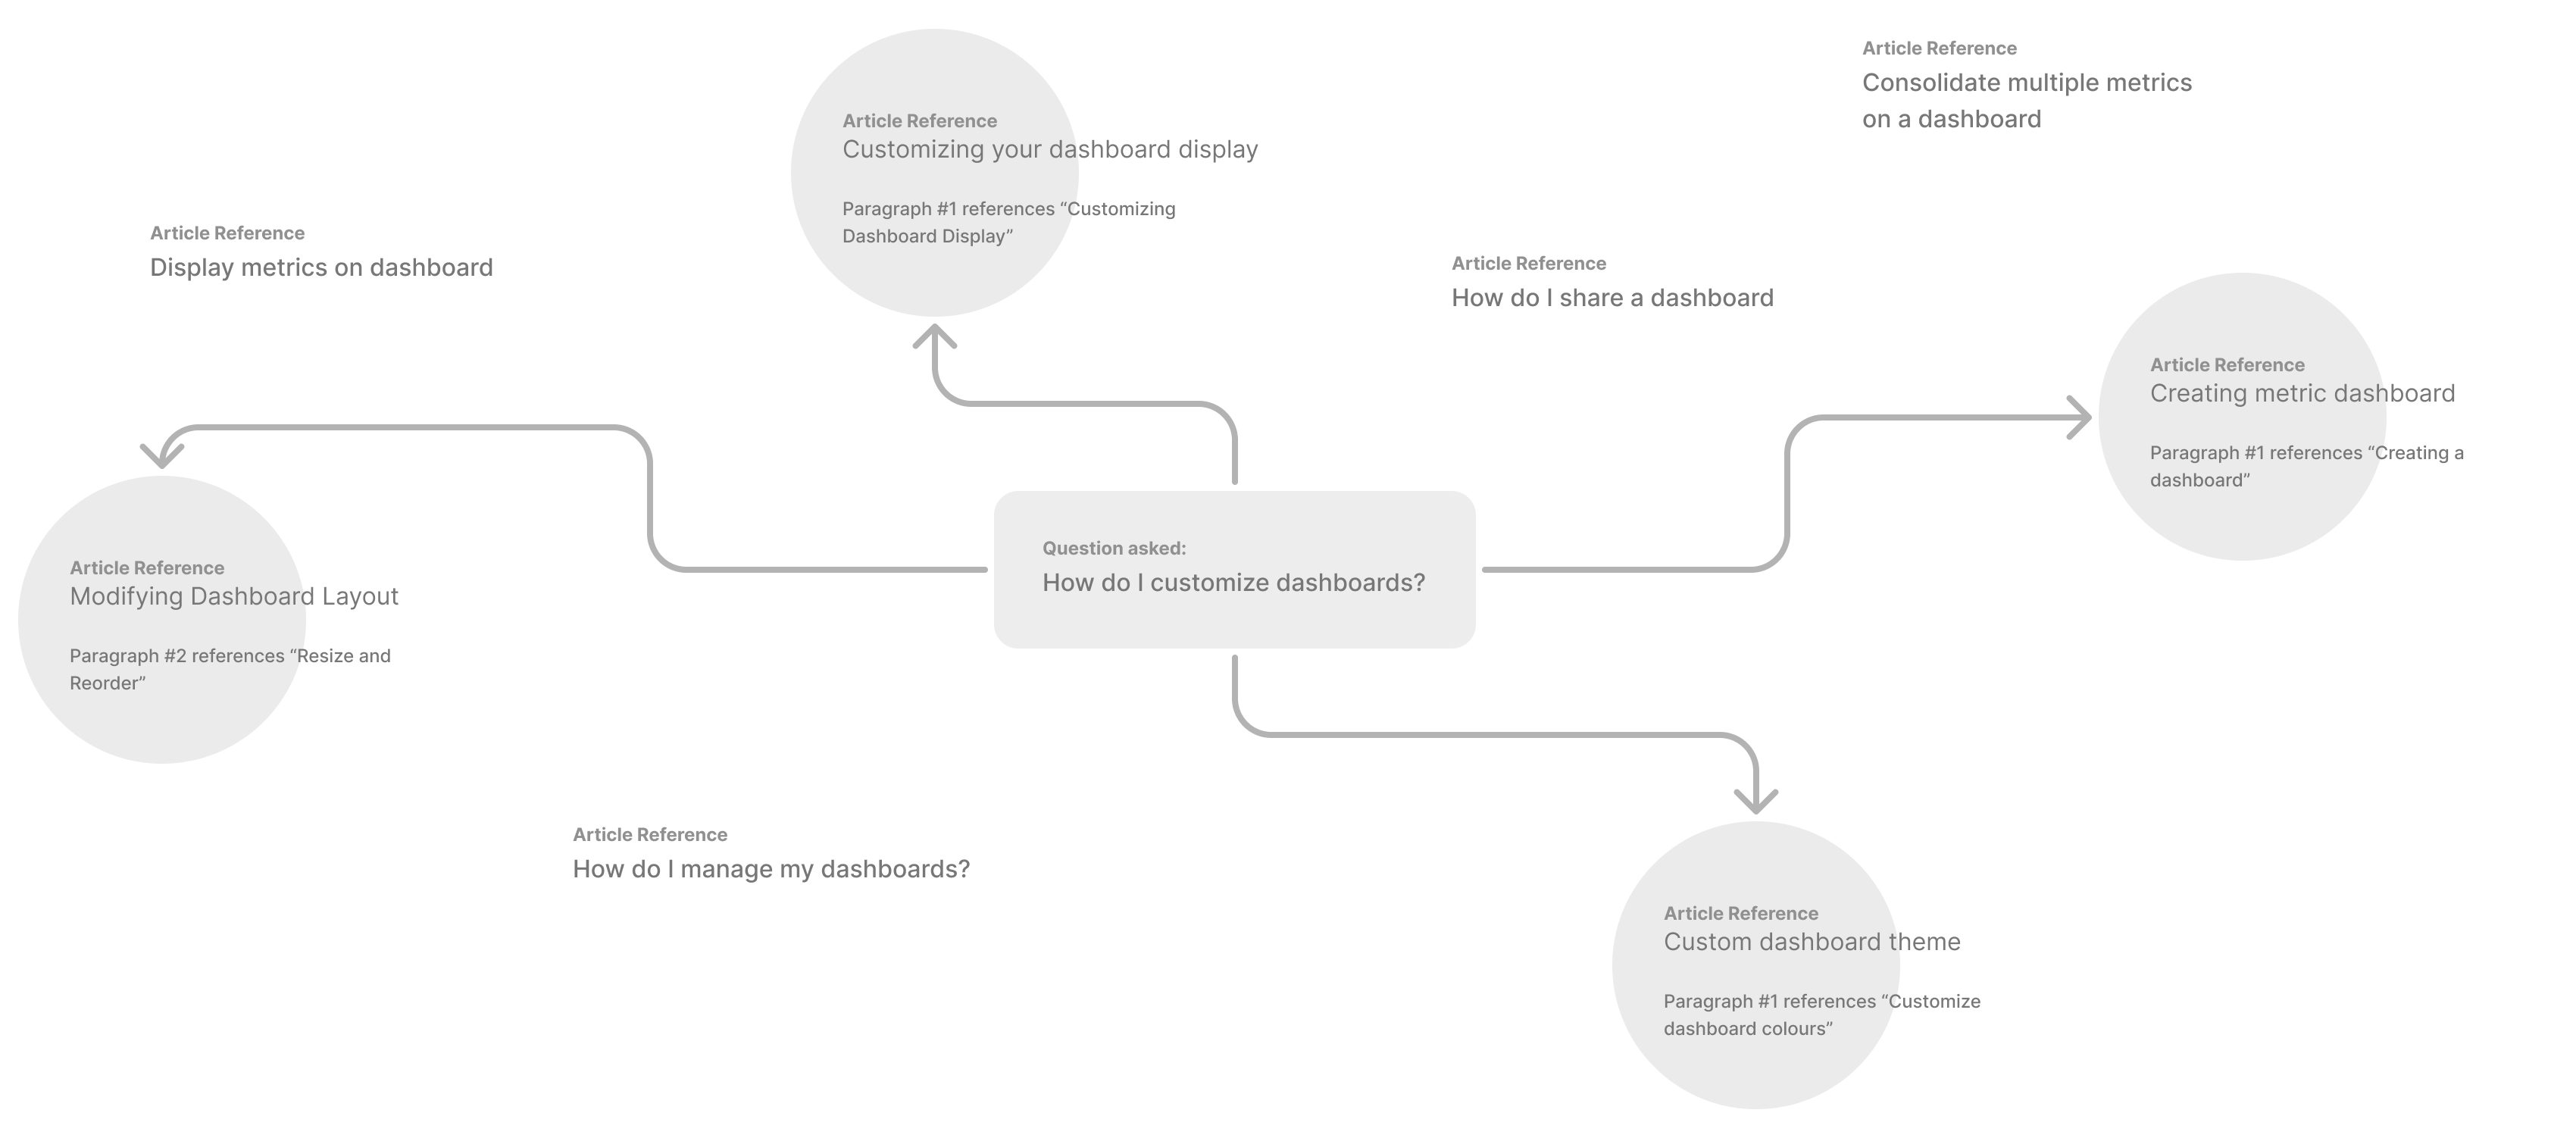 Article Reference
Customizing your dashboard display
Paragraph #1 references “Customizing
Dashboard Display”
Article Reference
Consolidate multiple metrics
on a dashboard
Article Reference
Display metrics on dashboard
Article Reference
How do I share a dashboard
Article Reference
Creating metric dashboard
Paragraph #1 references “Creating a
dashboard”
Article Reference
Modifying Dashboard Layout
Paragraph #2 references “Resize and
Reorder”
Question asked:
How do I customize dashboards?
Article Reference
How do I manage my dashboards?
Article Reference
Custom dashboard theme
Paragraph #1 references “Customize
dashboard colours”